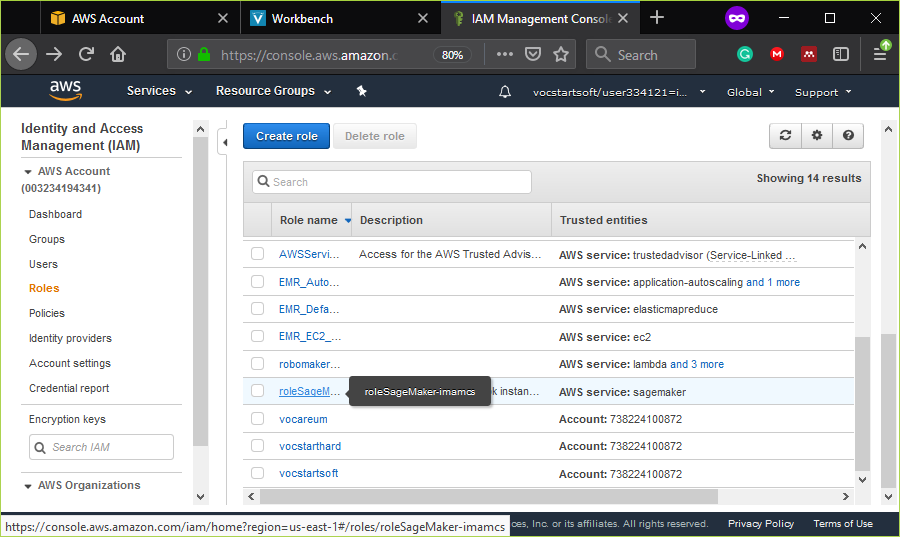 AWS Account
Workbench
IAM Management Console
https://console.aws.amazon.c
80%
Search
aws
Services
Resource Groups
vocstartsoft/user334121=i...
Global
Support
Identity and Access
Management (IAM)
AWS Account
(003234194341)
Dashboard
Groups
Users
Roles
Policies
Identity providers
Account settings
Credential report
Encryption keys
Search IAM
AWS Organizations
Create role
Delete role
Search
Showing 14 results
Role name Description Trusted entities
AWSServi... Access for the AWS Trusted Advis... AWS service: trustedadvisor (Service-Linked ...
EMR_Auto... AWS service: application-autoscaling and 1 more
EMR_Defa... AWS service: elasticmapreduce
EMR_EC2_... AWS service: ec2
robomaker... AWS service: lambda and 3 more
roleSageM... roleSageMaker-imamcs k instan... AWS service: sagemaker
vocareum Account: 738224100872
vocstarthard Account: 738224100872
vocstartsoft Account: 738224100872
https://console.aws.amazon.com/iam/home?region=us-east-1#/roles/roleSageMaker-imamcs
ces, Inc. or its affiliates. All rights reserved. Privacy Policy Terms of Use